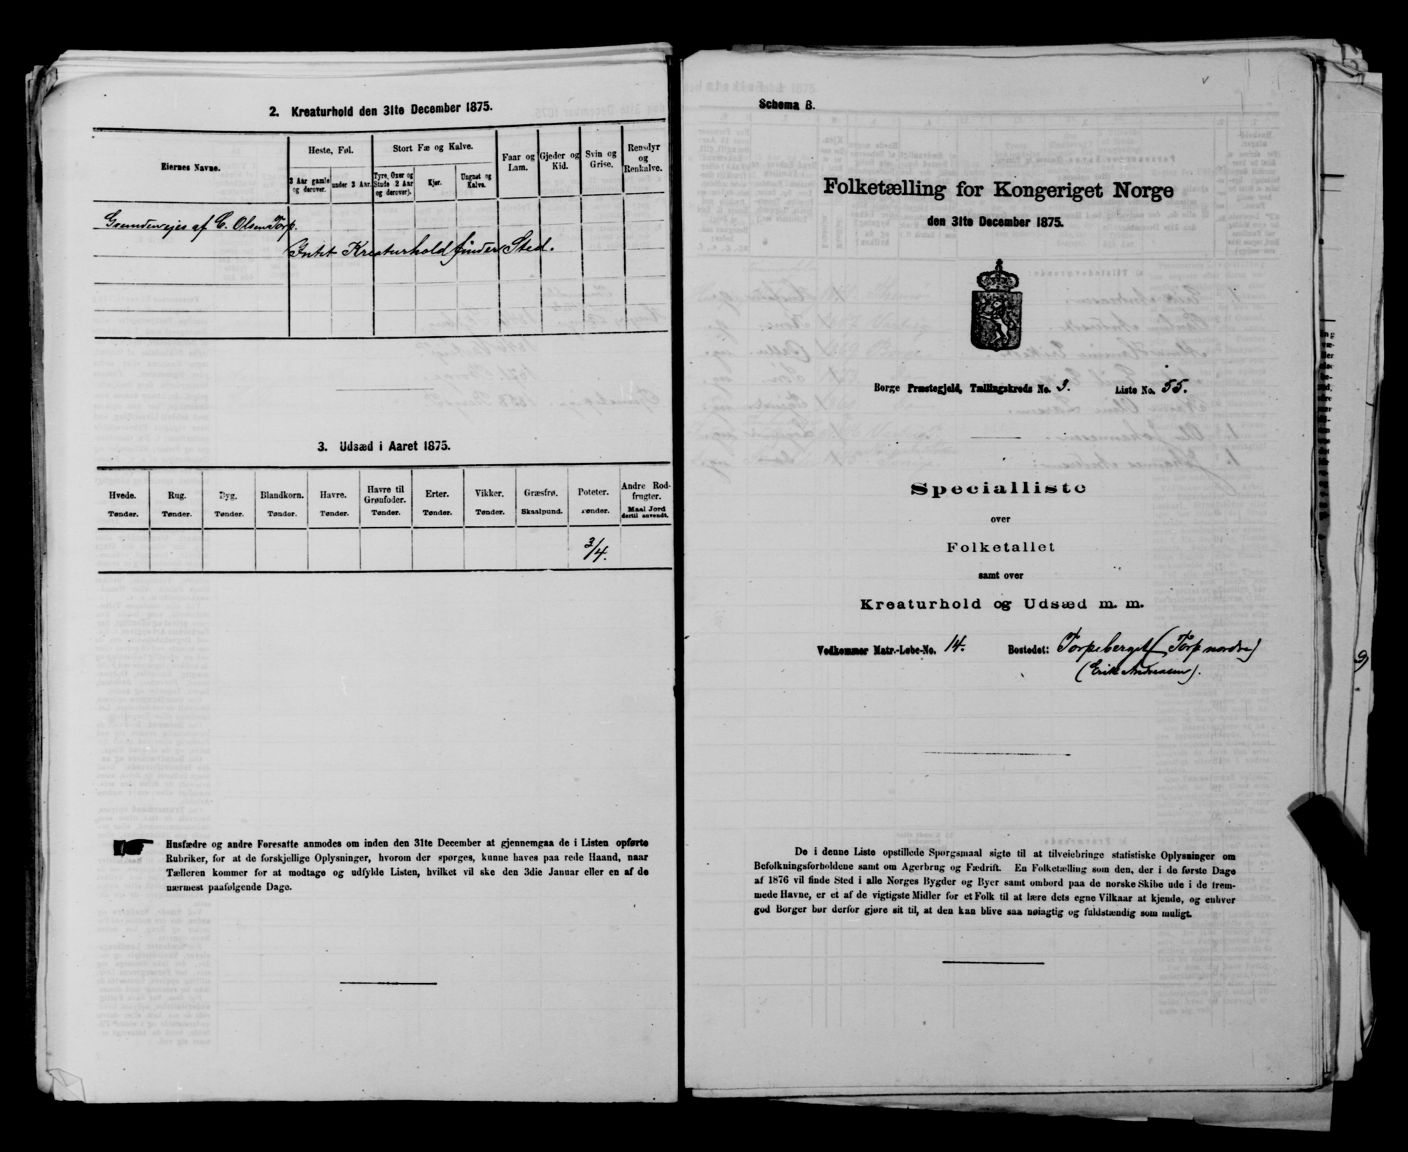 2. Kreaturhold den 31te December 1875.
Eiernes Navne.
Heste, Føl.
Stort Fæ og Kalve.
Faar og Lam.
Gjeder og Kid.
Svin og Grise.
Rensdyr og Renkalve.
3 Aar gamle og derover.
under 3 Aar.
Tyre, Oxer og Stude 2 Aar og derover).
Kjør.
Ungnøt og Kalve.
Grundeneies af C. Olsen Torp.
Intet Kreaturhold finder Sted.
3. Udsæd i Aaret 1875.
Hvede. Rug. Byg. Blandkorn. Havre. Havre til Grønfoder. Erter. Vikker. Græsfrø. Poteter. Andre Rodfrugter.
Tønder. Tønder. Tønder. Tønder. Tønder. Tønder. Tønder. Tønder. Skaalpund. Tønder. Maal Jord dertil anvendt.
3/4.
Husfædre og andre Foresatte anmodes om inden den 31te December at gjennemgaa de i Listen opførte
Rubriker, for at de forskjellige Oplysninger, hvorom der spørges, kunne haves paa rede Haand, naar
Tælleren kommer for at modtage og udfylde Listen, hvilket vil ske den 3die Januar eller en af de
nærmest paafølgende Dage.
Schema B.
Folketælling for Kongeriget Norge
den 31te December 1875.
Borge Præstegjeld, Tællingskreds No. 3. Liste No. 55.
Specialliste
over
Folketallet
samt over
Kreaturhold og Udsæd m. m.
Vedkommer Matr.-Løbe-No. 14. Bostedet: Torpeberget (Torp nordre)
(Erik Andreasen).
De i denne Liste opstillede Spørgsmaal sigte til at tilveiebringe statistiske Oplysninger om
Befolkningsforholdene samt om Agerbrug og Fædrift. En Folketælling som den, der i de første Dage
af 1876 vil finde Sted i alle Norges Bygder og Byer samt ombord paa de norske Skibe ude i de frem-
mede Havne, er et af de vigtigste Midler for et Folk til at lære dets egne Vilkaar at kjende, og enhver
god Borger bør derfor gjøre sit til, at den kan blive saa nøiagtig og fuldstændig som muligt.